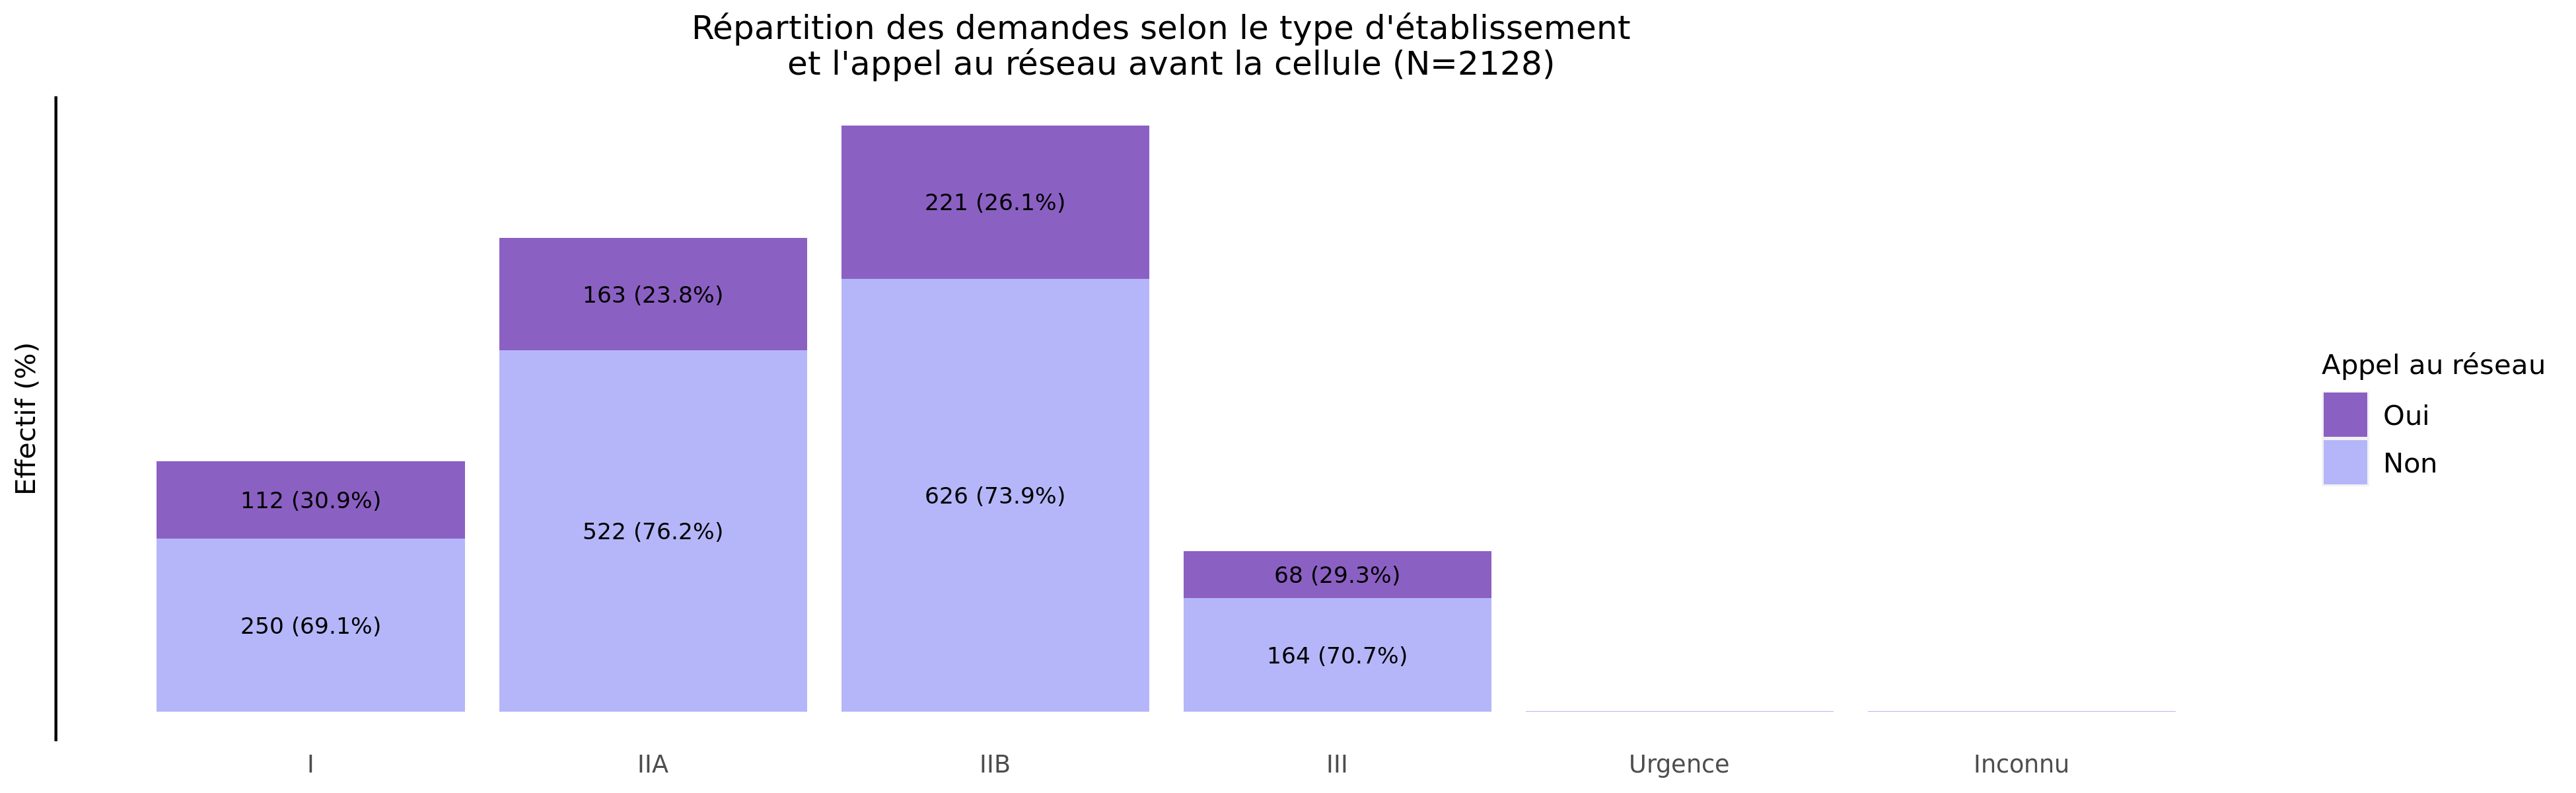 Répartition des demandes selon le type d'établissement
et l'appel au réseau avant la cellule (N=2128)
Effectif (%)
221 (26.1%)
163 (23.8%)
626 (73.9%)
112 (30.9%)
522 (76.2%)
68 (29.3%)
250 (69.1%)
164 (70.7%)
I
IIA
IIB
III
Urgence
Inconnu
Appel au réseau
Oui
Non